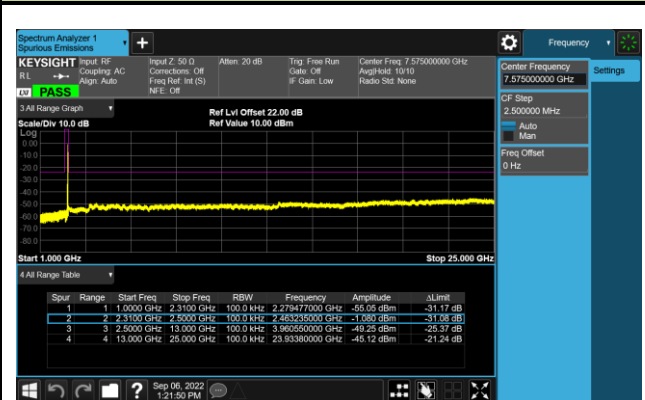 Spectrum Analyzer 1
Spurious Emissions
Frequency
KEYSIGHT Input: RF Input Z: 50 Ω Atten: 20 dB Trig: Free Run Center Freq: 7.575000000 GHz
RL Coupling: AC Corrections: Off Gate: Off Avg|Hold: 10/10
Align: Auto Freq Ref: Int (S) IF Gain: Low Radio Std: None
NFE: Off
LXI PASS
Center Frequency
7.575000000 GHz
Settings
CF Step
2.500000 MHz
Auto
Man
Freq Offset
0 Hz
3 All Range Graph
Ref Lvl Offset 22.00 dB
Scale/Div 10.0 dB Ref Value 10.00 dBm
Log
0.00
-10.0
-20.0
-30.0
-40.0
-50.0
-60.0
-70.0
-80.0
Start 1.000 GHz Stop 25.000 GHz
4 All Range Table
Spur Range Start Freq Stop Freq RBW Frequency Amplitude ΔLimit
1 1 1.0000 GHz 2.3100 GHz 100.0 kHz 2.279477000 GHz -55.05 dBm -31.17 dB
2 2 2.3100 GHz 2.5000 GHz 100.0 kHz 2.463235000 GHz -1.080 dBm -31.08 dB
3 3 2.5000 GHz 13.000 GHz 100.0 kHz 3.960550000 GHz -49.25 dBm -25.37 dB
4 4 13.000 GHz 25.000 GHz 100.0 kHz 23.93380000 GHz -45.12 dBm -21.24 dB
? Sep 06, 2022
1:21:50 PM